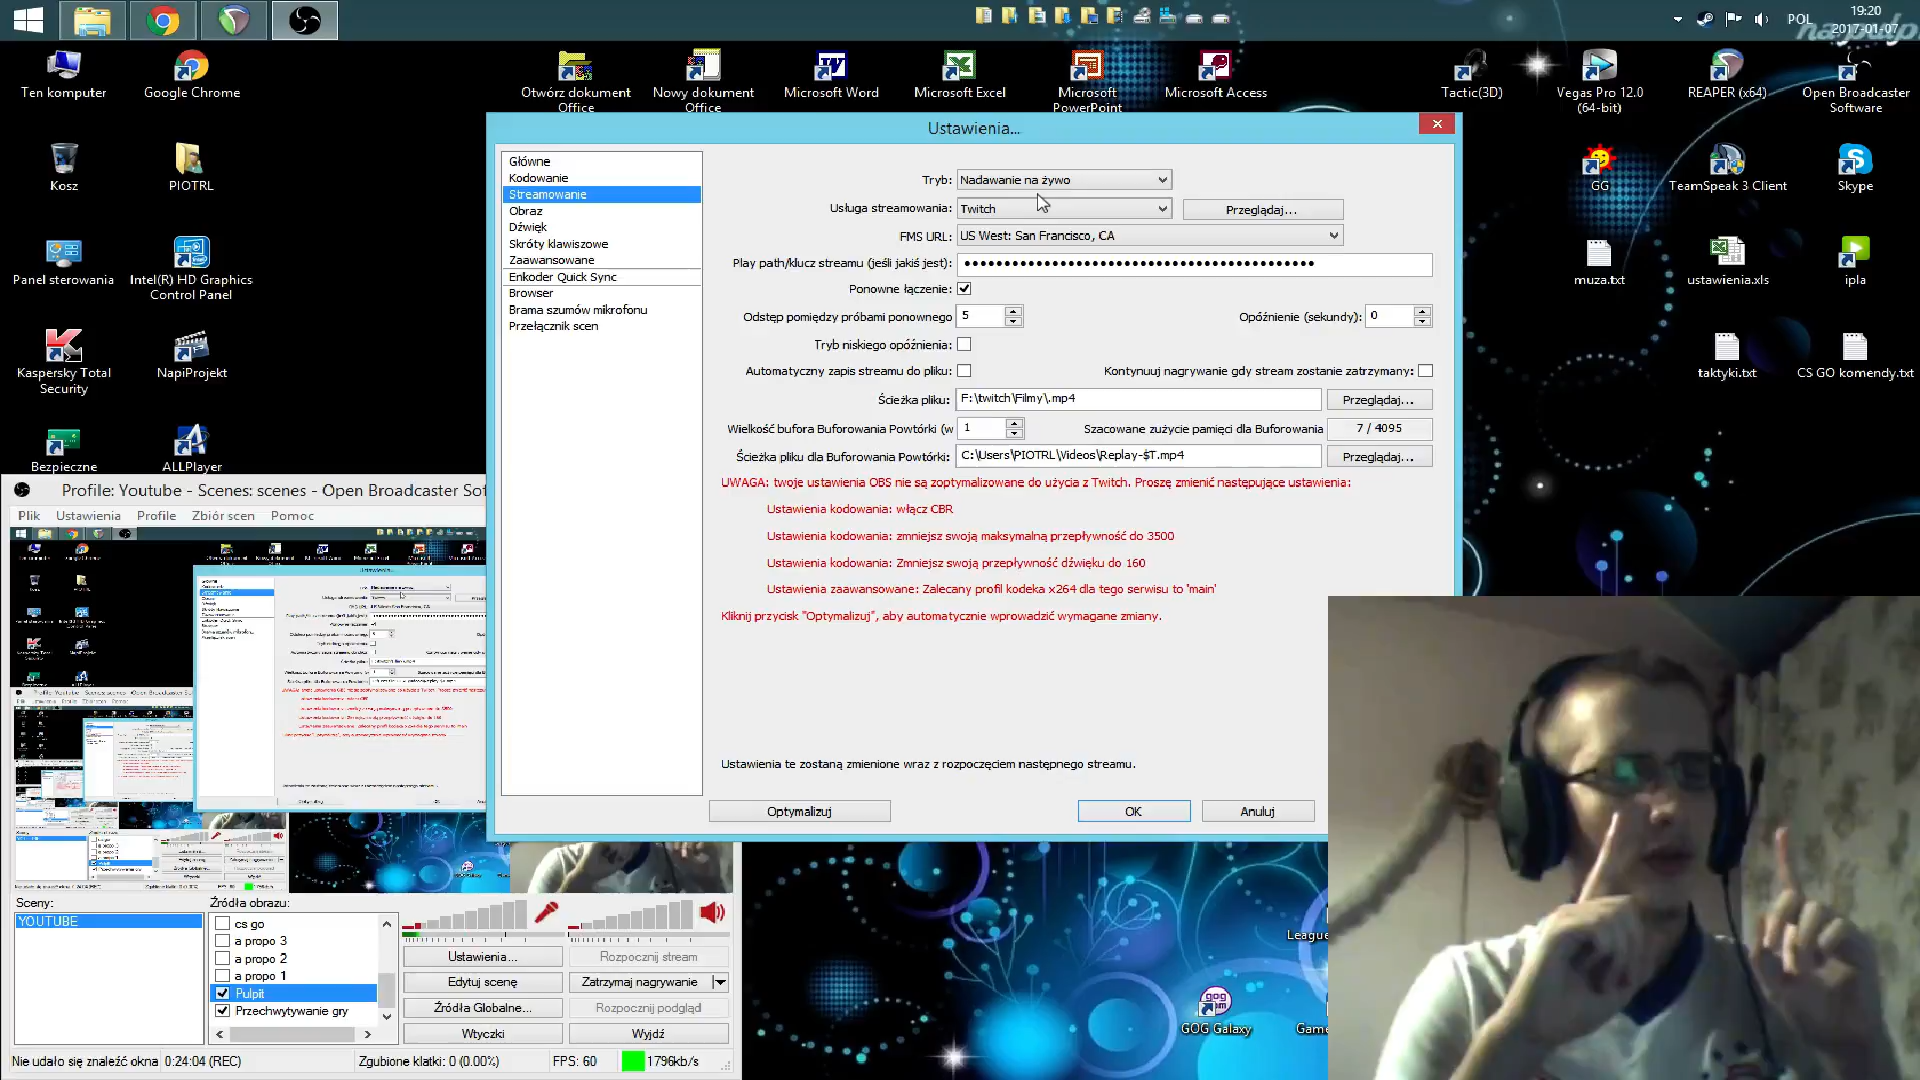 POL
19:20
2017-01-07
Ten komputer
Google Chrome
Otwórz dokument Office
Nowy dokument Office
Microsoft Word
Microsoft Excel
Microsoft PowerPoint
Microsoft Access
Tactic(3D)
Vegas Pro 12.0 (64-bit)
REAPER (x64)
Open Broadcaster Software
Kosz
PIOTRL
GG
TeamSpeak 3 Client
Skype
Panel sterowania
Intel(R) HD Graphics Control Panel
muza.txt
ustawienia.xls
ipla
Kaspersky Total Security
NapiProjekt
taktyki.txt
CS GO komendy.txt
Bezpieczne
ALLPlayer
Ustawienia...
Główne
Kodowanie
Streamowanie
Obraz
Dźwięk
Skróty klawiszowe
Zaawansowane
Enkoder Quick Sync
Browser
Brama szumów mikrofonu
Przełącznik scen
Tryb: Nadawanie na żywo
Usługa streamowania: Twitch Przeglądaj...
FMS URL: US West: San Francisco, CA
Play path/klucz streamu (jeśli jakiś jest):
Ponowne łączenie:
Odstęp pomiędzy próbami ponownego 5 Opóźnienie (sekundy): 0
Tryb niskiego opóźnienia:
Automatyczny zapis streamu do pliku: Kontynuuj nagrywanie gdy stream zostanie zatrzymany:
Ścieżka pliku: F:\twitch\Filmy\.mp4 Przeglądaj...
Wielkość bufora Buforowania Powtórki (w 1 Szacowane zużycie pamięci dla Buforowania 7 / 4095
Ścieżka pliku dla Buforowania Powtórki: C:\Users\PIOTRL\Videos\Replay-$T.mp4 Przeglądaj...
UWAGA: twoje ustawienia OBS nie są zoptymalizowane do użycia z Twitch. Proszę zmienić następujące ustawienia:
Ustawienia kodowania: włącz CBR
Ustawienia kodowania: zmniejsz swoją maksymalną przepływność do 3500
Ustawienia kodowania: Zmniejsz swoją przepływność dźwięku do 160
Ustawienia zaawansowane: Zalecany profil kodeka x264 dla tego serwisu to 'main'
Kliknij przycisk "Optymalizuj", aby automatycznie wprowadzić wymagane zmiany.
Ustawienia te zostaną zmienione wraz z rozpoczęciem następnego streamu.
Optymalizuj OK Anuluj
Profile: Youtube - Scenes: scenes - Open Broadcaster Sof
Plik Ustawienia Profile Zbiór scen Pomoc
Sceny:
YOUTUBE
Źródła obrazu:
cs go
a propo 3
a propo 2
a propo 1
Pulpit
Przechwytywanie gry
Ustawienia... Rozpocznij stream
Edytuj scenę Zatrzymaj nagrywanie
Źródła Globalne... Rozpocznij podgląd
Wtyczki Wyjdź
Nie udało się znaleźć okna 0:24:04 (REC) Zgubione klatki: 0 (0.00%) FPS: 60 1796kb/s
League
GOG Galaxy
Game